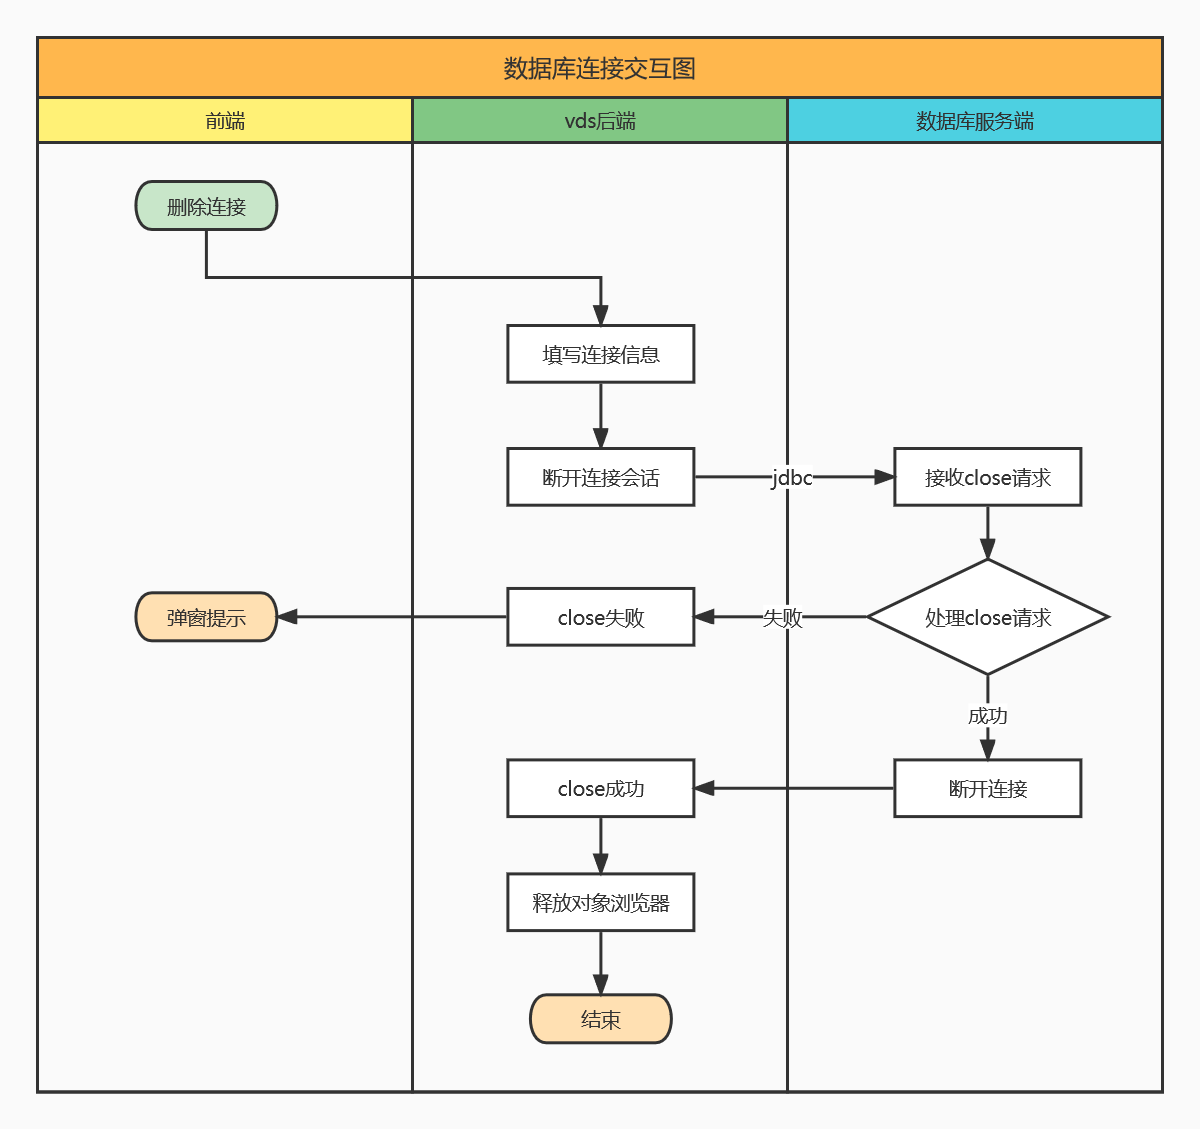 数据库连接交互图
前端
vds后端
数据库服务端
删除连接
填写连接信息
断开连接会话
jdbc
接收close请求
弹窗提示
close失败
失败
处理close请求
成功
close成功
断开连接
释放对象浏览器
结束